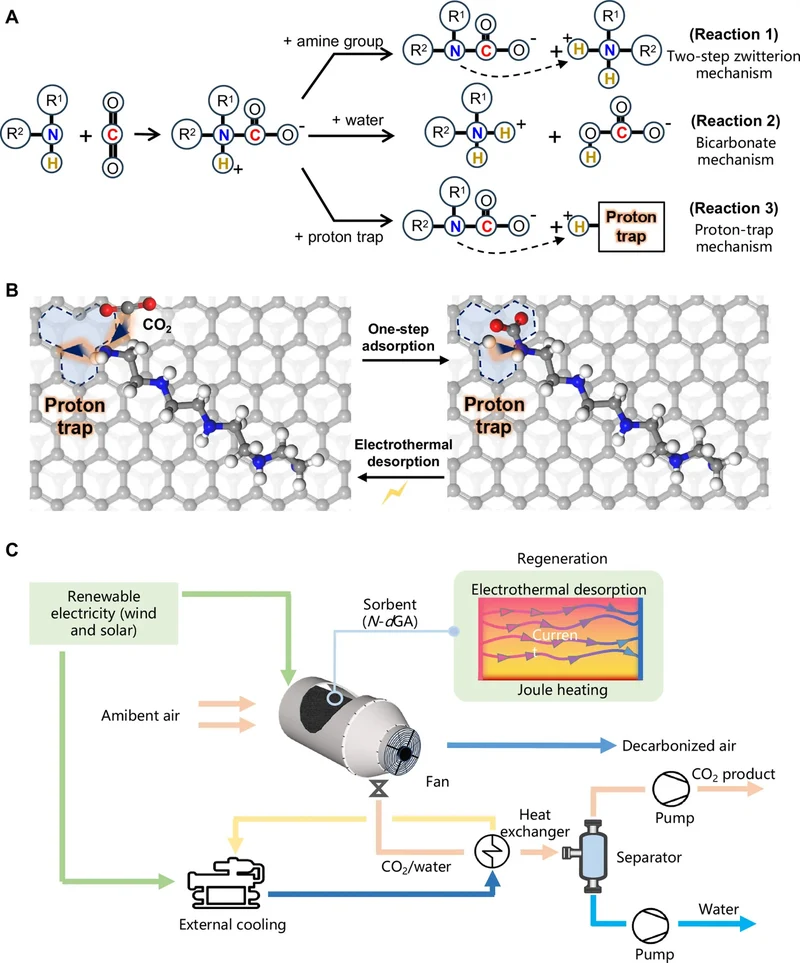 A
R1
R2
N
H
+
O
C
O
R1
O
R2
N
C
O
-
H
+
+ amine group
R1
O
R2
N
C
O
-
+
+
H
R1
N
R2
H
(Reaction 1)
Two-step zwitterion
mechanism
+ water
R1
R2
N
H
+
H
+
O
O
C
O
-
H
(Reaction 2)
Bicarbonate
mechanism
+ proton trap
R1
O
R2
N
C
O
-
+
+
H
Proton
trap
(Reaction 3)
Proton-trap
mechanism
B
CO2
Proton
trap
One-step
adsorption
Electrothermal
desorption
Proton
trap
C
Renewable
electricity (wind
and solar)
Amibent air
Sorbent
(N-dGA)
Regeneration
Electrothermal desorption
Curren
t
Joule heating
Fan
Decarbonized air
CO2/water
Heat
exchanger
External cooling
Separator
CO2 product
Pump
Water
Pump